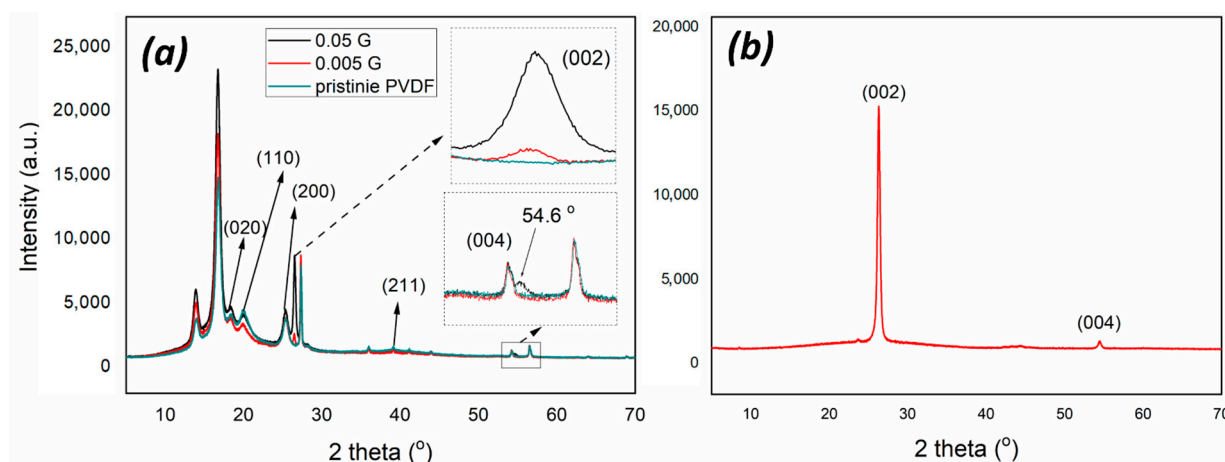 (a)
0.05 G
0.005 G
pristinie PVDF
(002)
(110)
(200)
(020)
54.6 °
(004)
(211)
25,000
20,000
15,000
10,000
5,000
0
Intensity (a.u.)
10 20 30 40 50 60 70
2 theta (°)
(b)
(002)
(004)
20,000
15,000
10,000
5,000
0
10 20 30 40 50 60 70
2 theta (°)